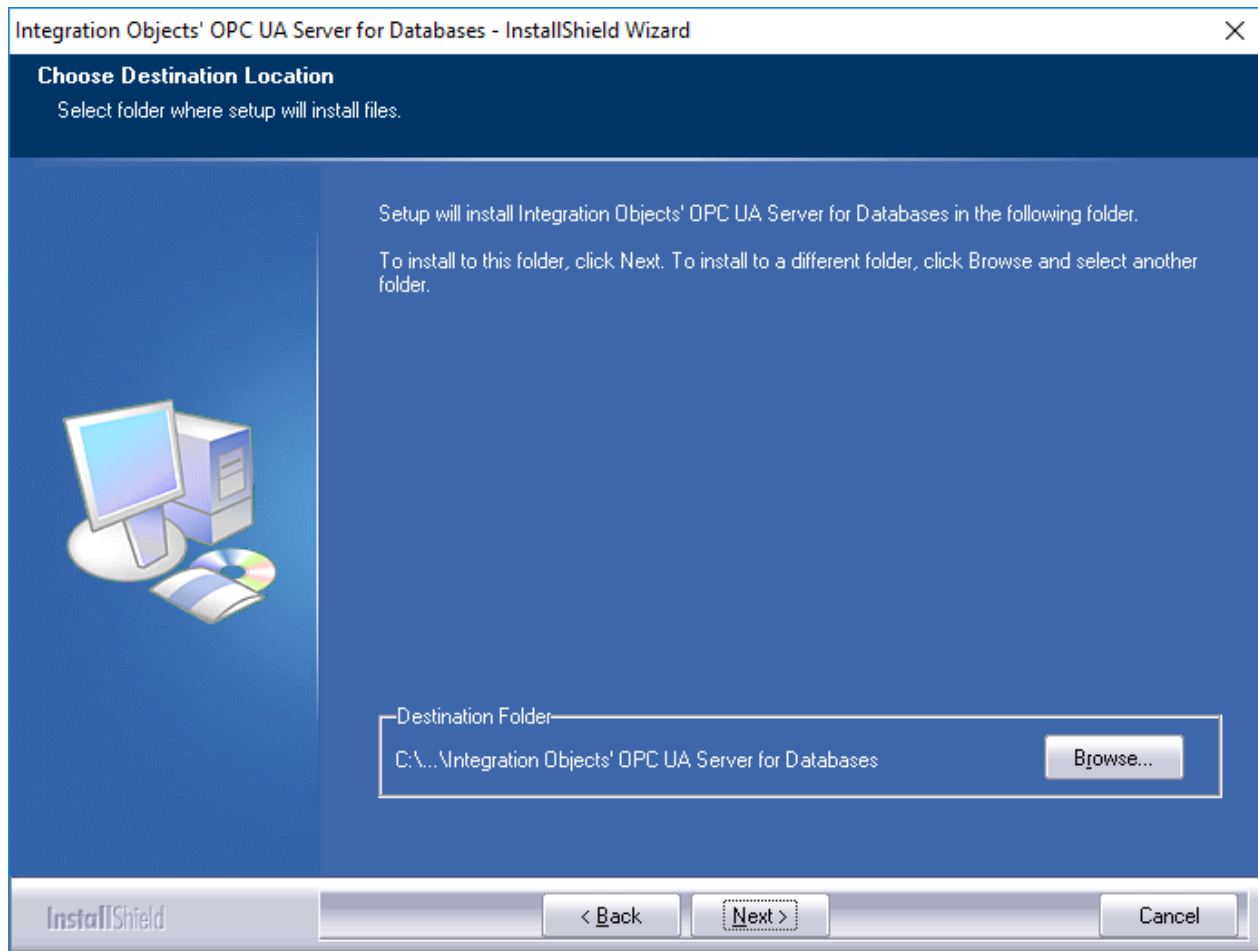 Integration Objects' OPC UA Server for Databases - InstallShield Wizard
Choose Destination Location
Select folder where setup will install files.
Setup will install Integration Objects' OPC UA Server for Databases in the following folder.
To install to this folder, click Next. To install to a different folder, click Browse and select another
folder.
Destination Folder
C:\...\Integration Objects' OPC UA Server for Databases
Browse...
InstallShield
< Back
Next >
Cancel